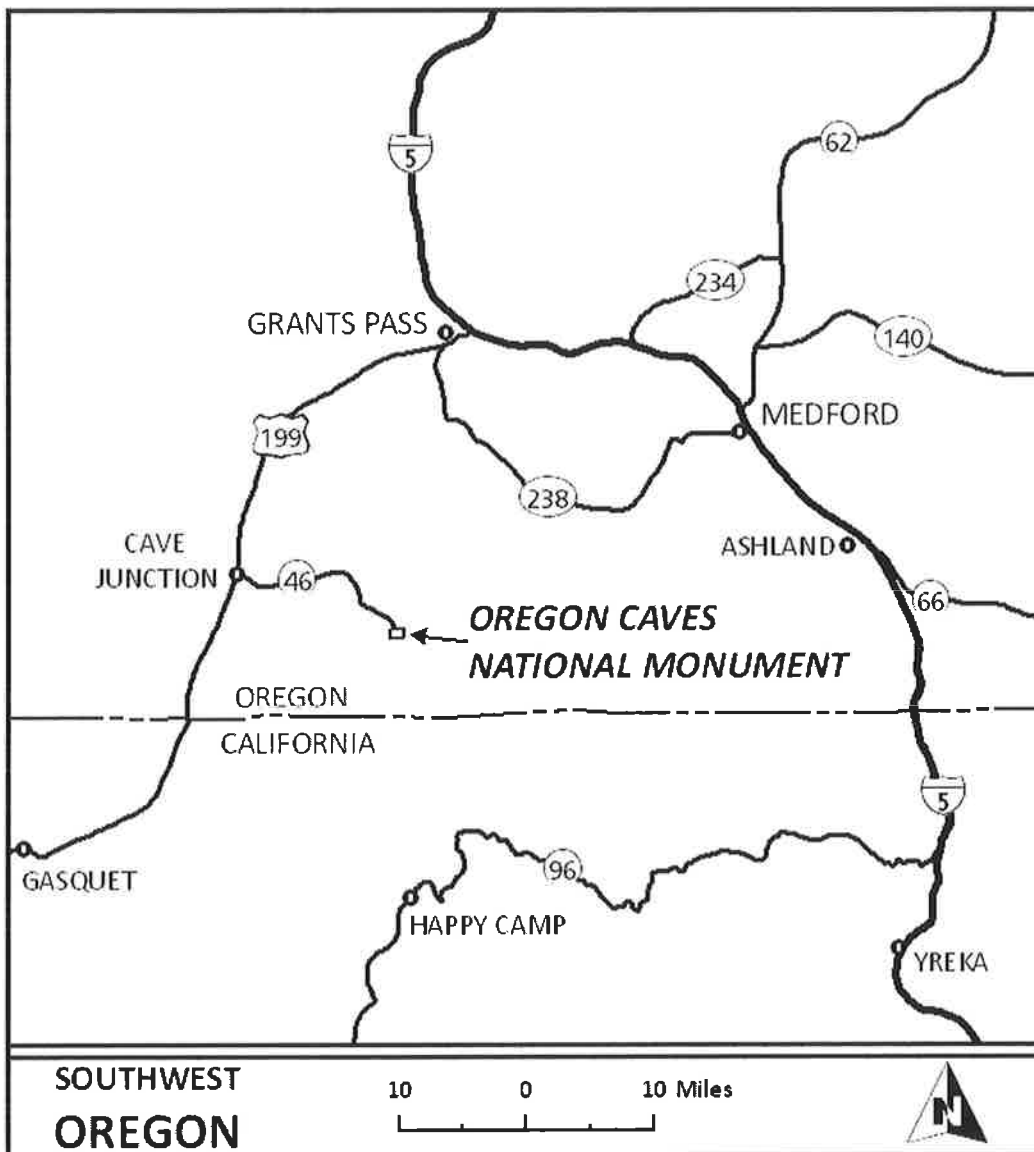 5
62
234
GRANTS PASS
140
MEDFORD
199
238
CAVE
JUNCTION
46
ASHLAND
66
OREGON CAVES
NATIONAL MONUMENT
OREGON
CALIFORNIA
5
GASQUET
96
HAPPY CAMP
YREKA
SOUTHWEST
OREGON
10 0 10 Miles
N